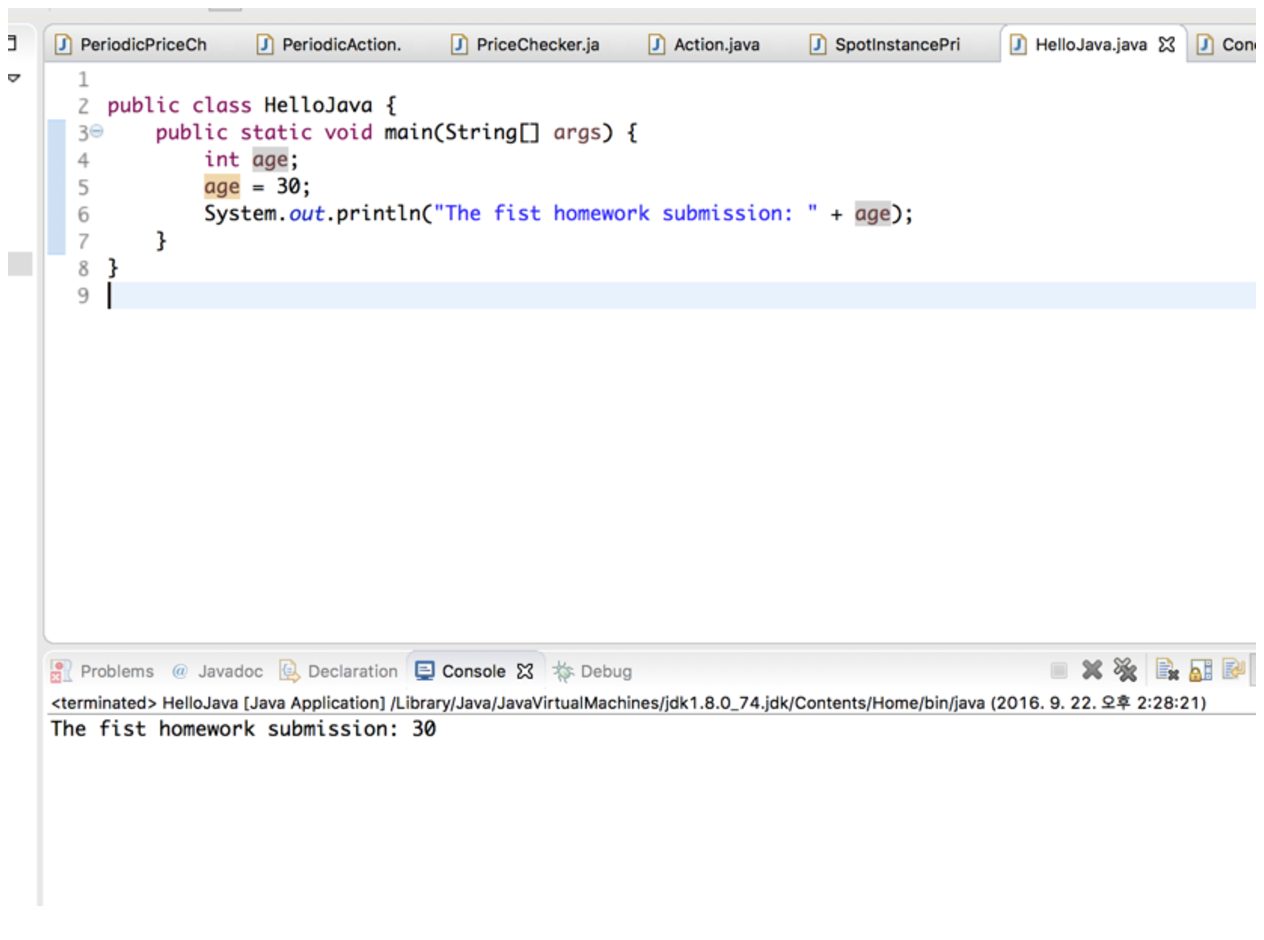 PeriodicPriceCh PeriodicAction. PriceChecker.ja Action.java SpotInstancePri HelloJava.java Con
1
2 public class HelloJava {
3 public static void main(String[] args) {
4 int age;
5 age = 30;
6 System.out.println("The fist homework submission: " + age);
7 }
8 }
9
Problems @ Javadoc Declaration Console Debug
<terminated> HelloJava [Java Application] /Library/Java/JavaVirtualMachines/jdk1.8.0_74.jdk/Contents/Home/bin/java (2016. 9. 22. 오후 2:28:21)
The fist homework submission: 30